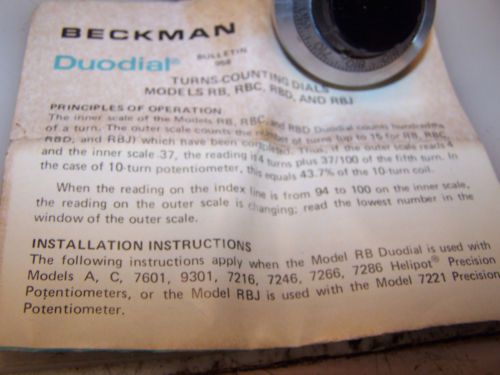 BECKMAN
Duodial®
BULLETIN
TURNS-COUNTING DIALS
MODELS RB, RBC, RBD, AND RBJ
PRINCIPLES OF OPERATION
The inner scale of the Models RB, RBC, and RBD Duodial counts hundredths
of a turn. The outer scale counts the number of turns (up to 15 for RB, RBC,
RBD, and RBJ) which have been completed. Thus, if the outer scale reads 4
and the inner scale 37, the reading is 4 turns plus 37/100 of the fifth turn. In
the case of 10-turn potentiometer, this equals 43.7% of the 10-turn coil.
When the reading on the index line is from 94 to 100 on the inner scale,
the reading on the outer scale is changing; read the lowest number in the
window of the outer scale.
INSTALLATION INSTRUCTIONS
The following instructions apply when the Model RB Duodial is used with
Models A, C, 7601, 9301, 7216, 7246, 7266, 7286 Helipot® Precision
Potentiometers, or the Model RBJ is used with the Model 7221 Precision
Potentiometer.